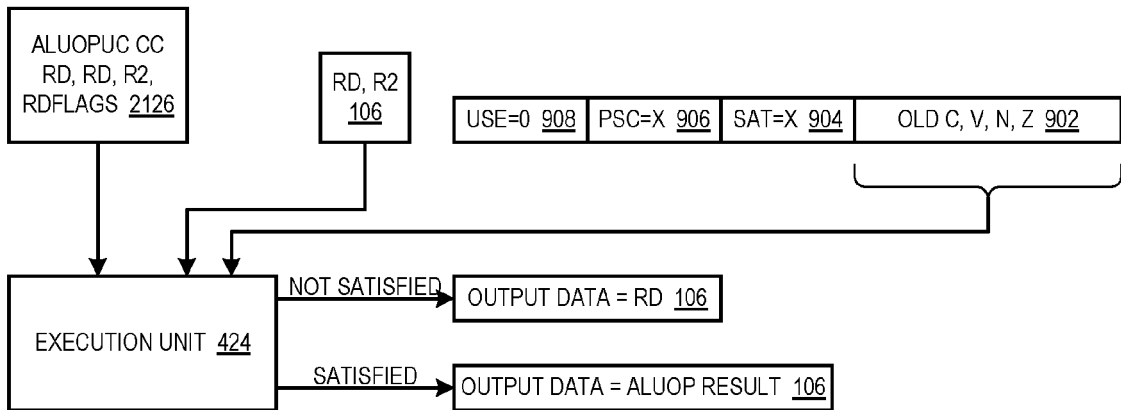 ALUOPUC CC
RD, RD, R2,
RDFLAGS 2126
RD, R2
106
USE=0 908
PSC=X 906
SAT=X 904
OLD C, V, N, Z 902
EXECUTION UNIT 424
NOT SATISFIED
OUTPUT DATA = RD 106
SATISFIED
OUTPUT DATA = ALUOP RESULT 106